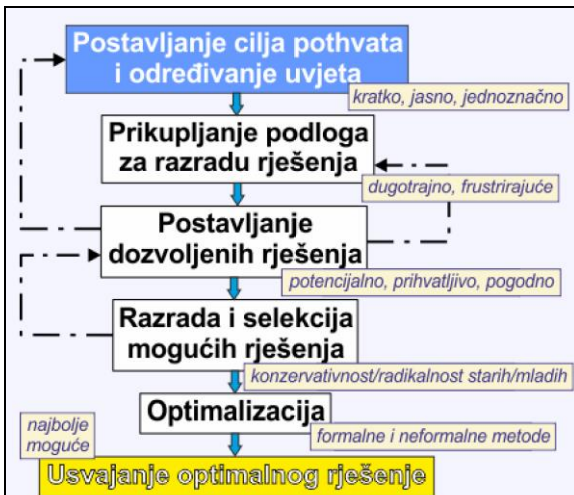 Postavljanje cilja pothvata
i određivanje uvjeta
kratko, jasno, jednoznačno
Prikupljanje podloga
za razradu rješenja
dugotrajno, frustrirajuće
Postavljanje
dozvoljenih rješenja
potencijalno, prihvatljivo, pogodno
Razrada i selekcija
mogućih rješenja
konzervativnost/radikalnost starih/mladih
Optimalizacija
formalne i neformalne metode
najbolje
moguće
Usvajanje optimalnog rješenje